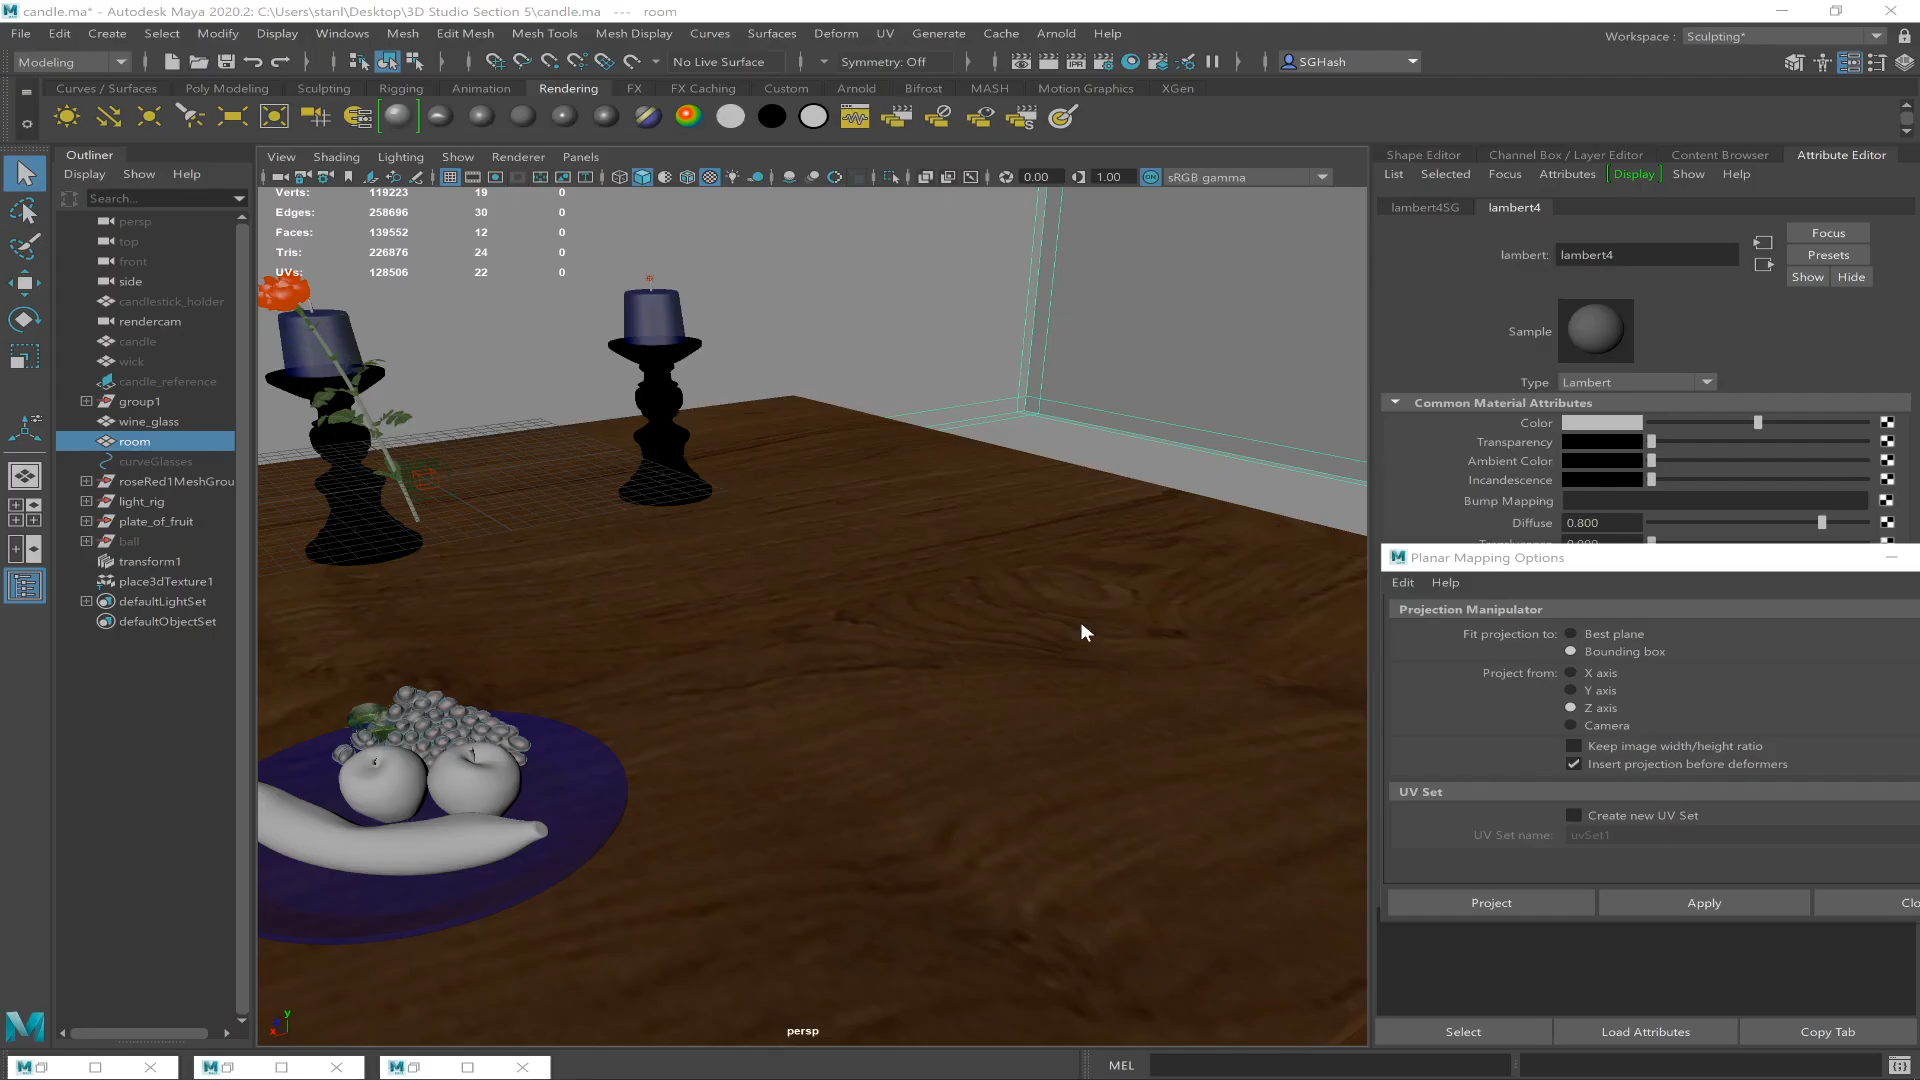 candle.ma* - Autodesk Maya 2020.2: C:\Users\stanl\Desktop\3D Studio Section 5\candle.ma --- room
File Edit Create Select Modify Display Windows Mesh Edit Mesh Mesh Tools Mesh Display Curves Surfaces Deform UV Generate Cache Arnold Help
Workspace : Sculpting*
Modeling No Live Surface Symmetry: Off SGHash
Curves / Surfaces Poly Modeling Sculpting Rigging Animation Rendering FX FX Caching Custom Arnold Bifrost MASH Motion Graphics XGen
Outliner
Display Show Help
Search...
persp
top
front
side
candlestick_holder
rendercam
candle
wick
candle_reference
group1
wine_glass
room
curveGlasses
roseRed1MeshGrou
light_rig
plate_of_fruit
ball
transform1
place3dTexture1
defaultLightSet
defaultObjectSet
View Shading Lighting Show Renderer Panels
0.00 1.00 ON sRGB gamma
Verts: 119223 19 0
Edges: 258696 30 0
Faces: 139552 12 0
Tris: 226876 24 0
UVs: 128506 22 0
persp
y
x
Shape Editor Channel Box / Layer Editor Content Browser Attribute Editor
List Selected Focus Attributes Display Show Help
lambert4SG lambert4
lambert: lambert4
Focus
Presets
Show Hide
Sample
Type Lambert
Common Material Attributes
Color
Transparency
Ambient Color
Incandescence
Bump Mapping
Diffuse 0.800
Planar Mapping Options
Edit Help
Projection Manipulator
Fit projection to: Best plane
Bounding box
Project from: X axis
Y axis
Z axis
Camera
Keep image width/height ratio
Insert projection before deformers
UV Set
Create new UV Set
UV Set name: uvSet1
Project Apply Clo
Select Load Attributes Copy Tab
MEL